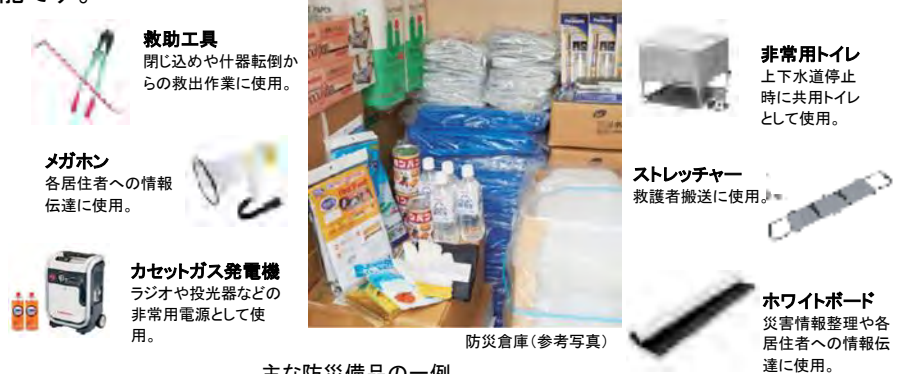 能です。
救助工具
閉じ込めや什器転倒か
らの救出作業に使用。
メガホン
各居住者への情報
伝達に使用。
カセットガス発電機
ラジオや投光器などの
非常用電源として使
用。
防災倉庫(参考写真)
非常用トイレ
上下水道停止
時に共用トイレ
として使用。
ストレッチャー
救護者搬送に使用。
ホワイトボード
災害情報整理や各
居住者への情報伝
達に使用。
主な防災備品の一例